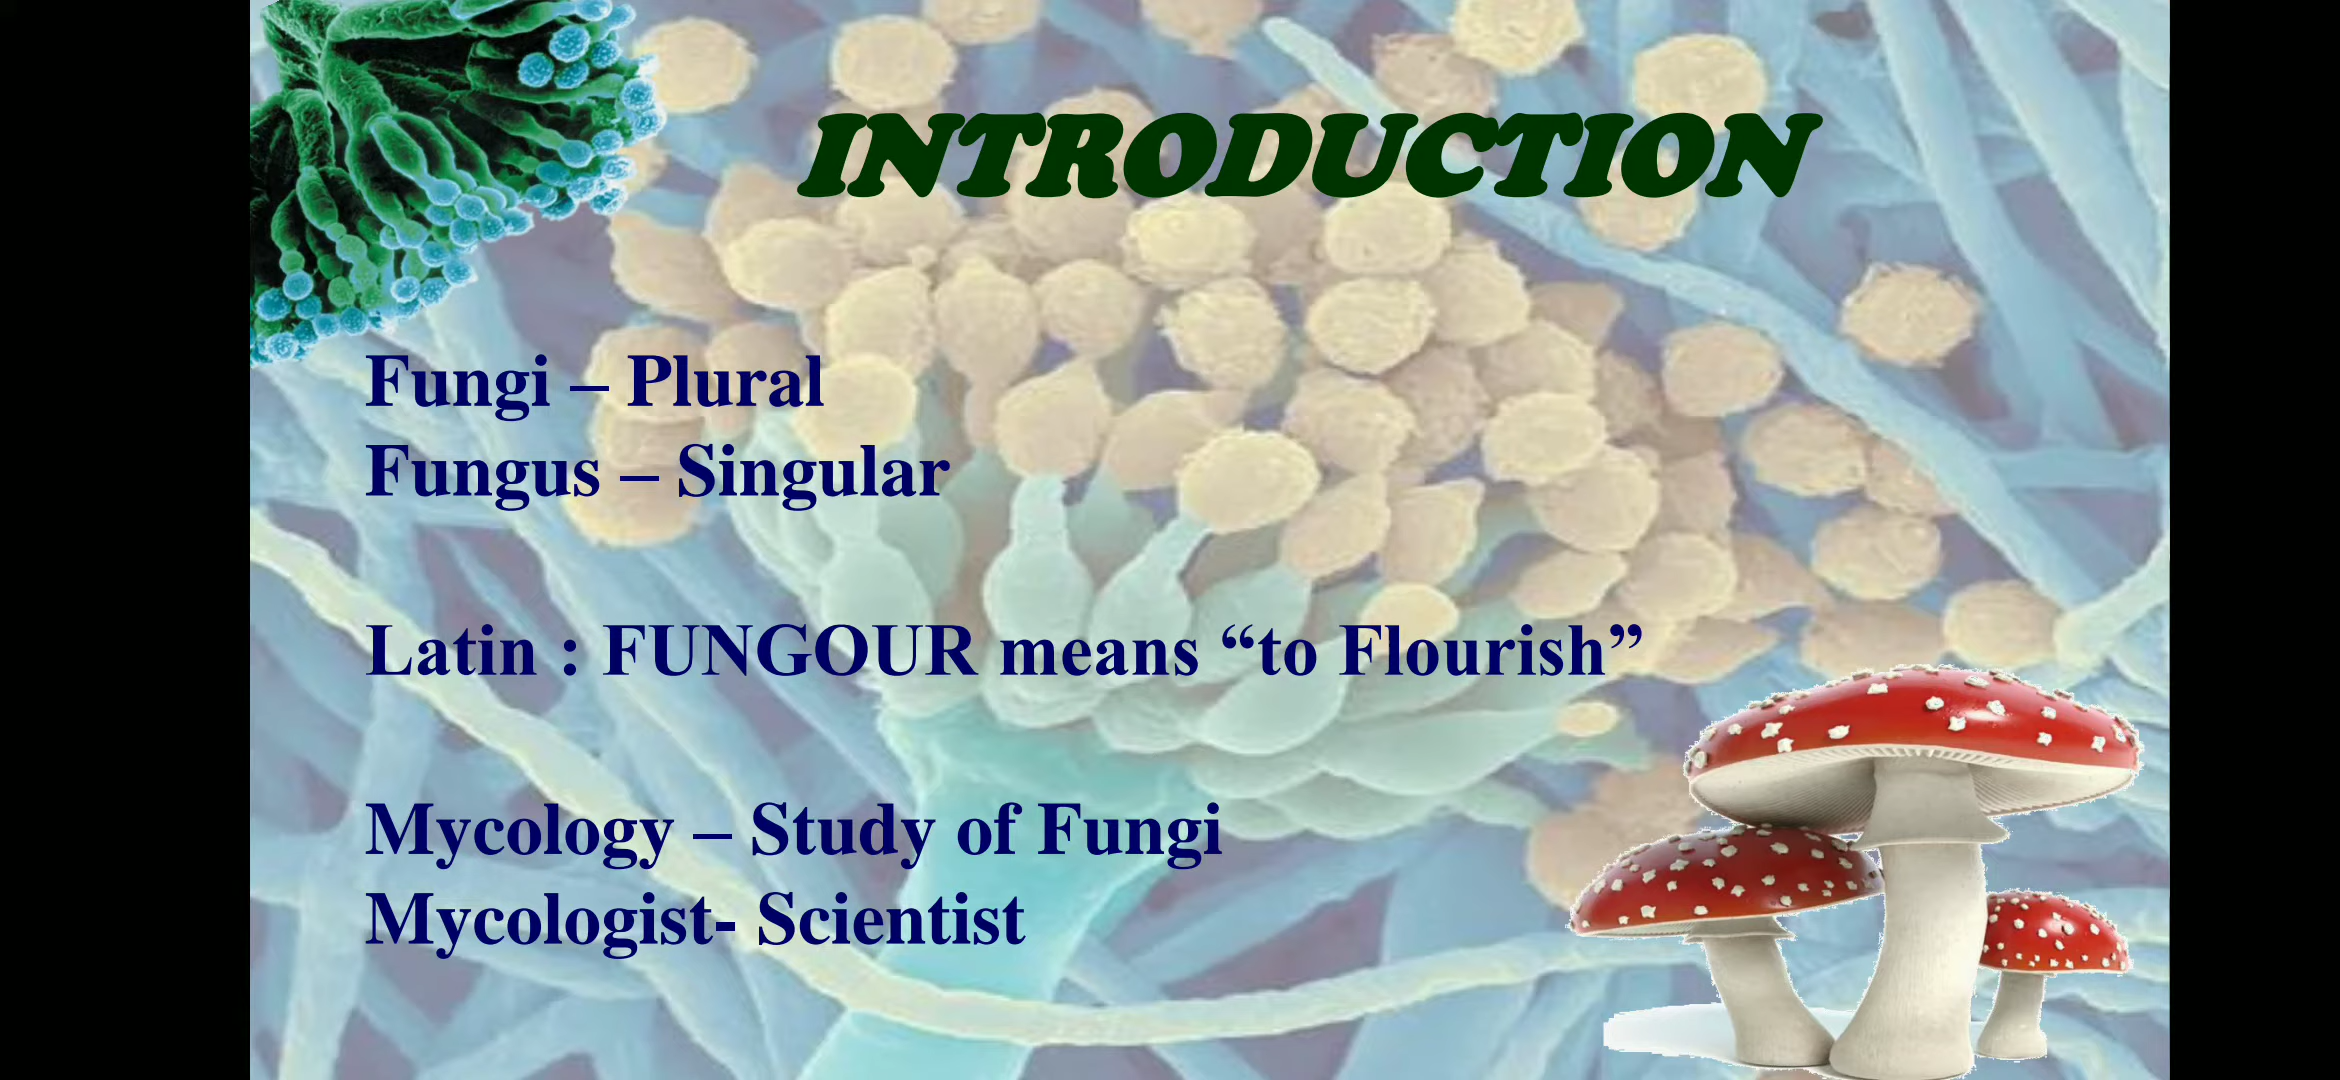 INTRODUCTION
Fungi – Plural
Fungus – Singular
Latin : FUNGOUR means “to Flourish”
Mycology – Study of Fungi
Mycologist- Scientist